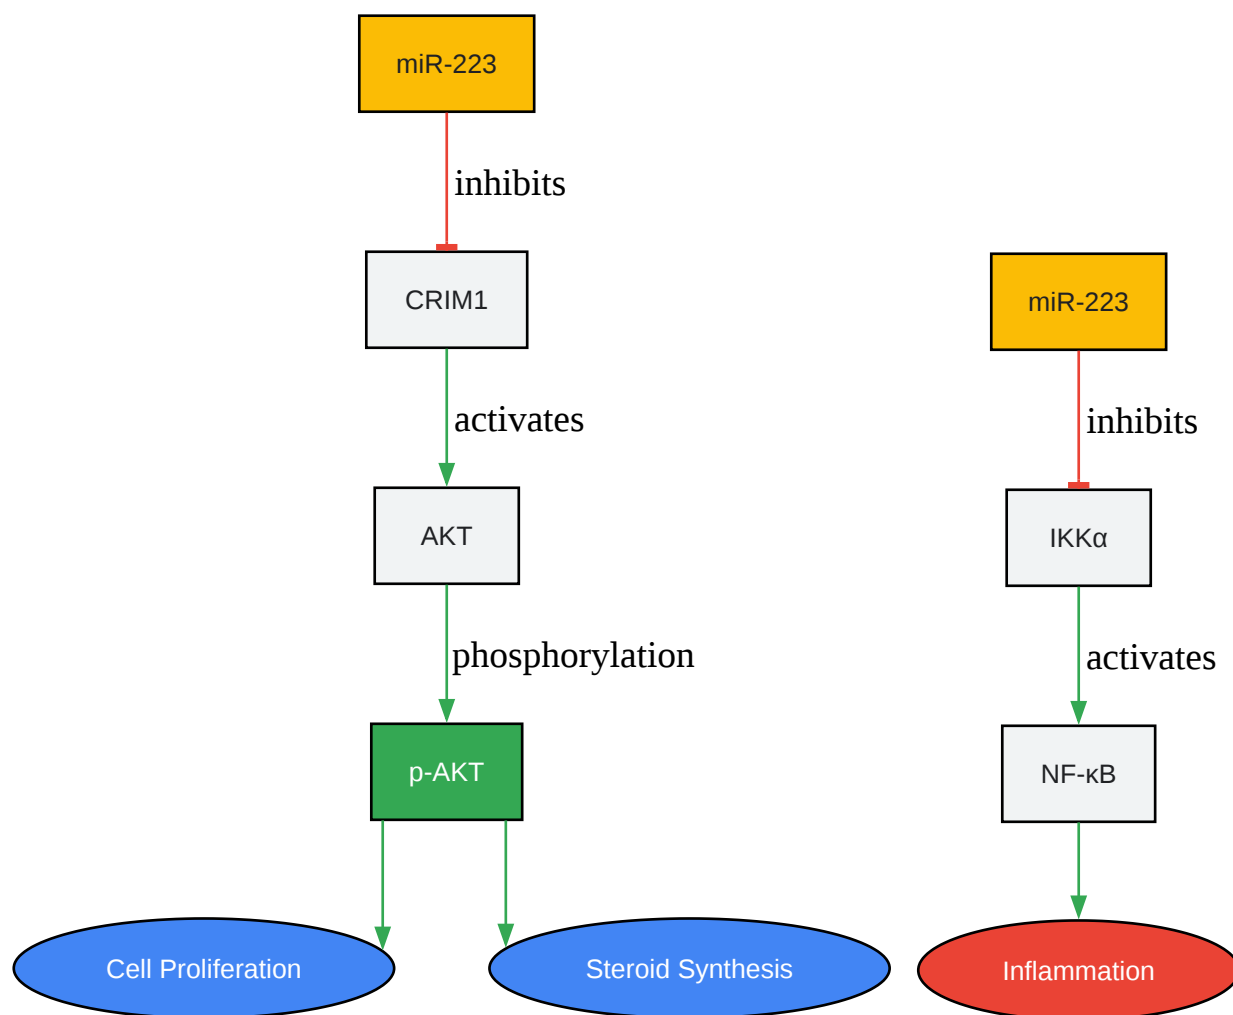 miR-223
inhibits
CRIM1
activates
AKT
phosphorylation
p-AKT
Cell Proliferation
Steroid Synthesis
miR-223
inhibits
IKKα
activates
NF-κB
Inflammation